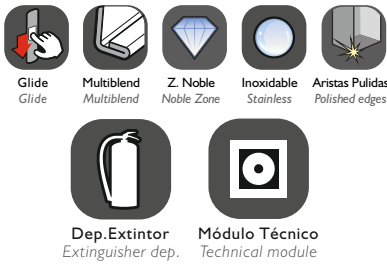 Glide Multiblend Z. Noble Inoxidable Aristas Pulidas
Glide Multiblend Noble Zone Stainless Polished edges
Dep.Extintor Módulo Técnico
Extinguisher dep. Technical module